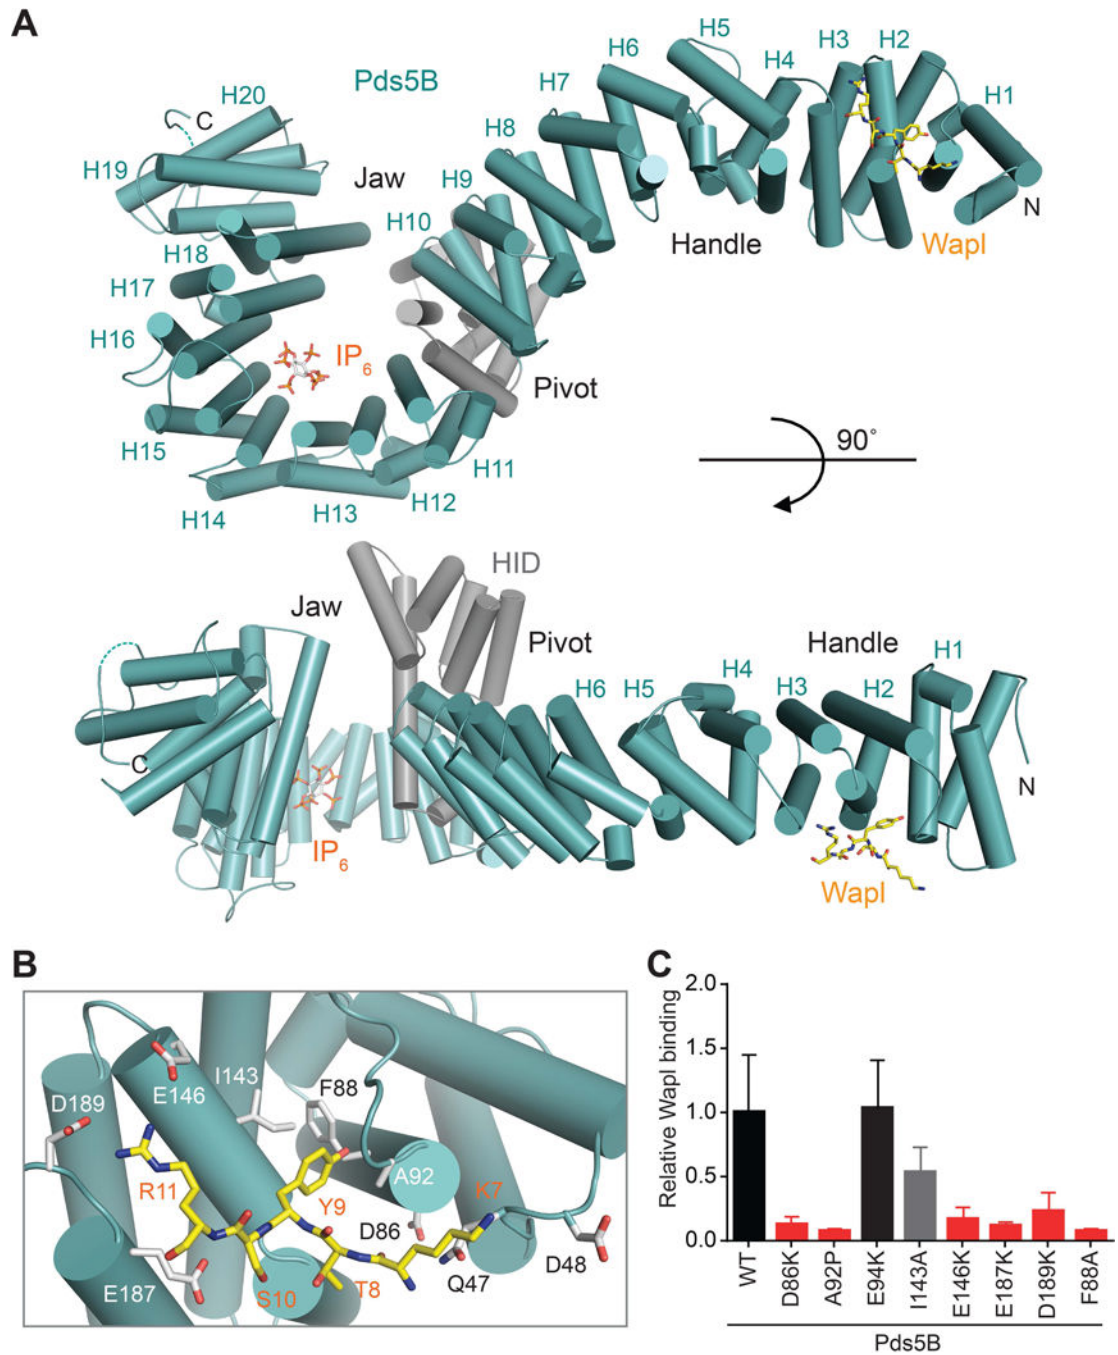 A
Pds5B
H20
C
H19
Jaw
H18
H17
H16
IP6
H15
H14
H13
H12
H11
H10
H9
H8
H7
H6
H5
H4
H3
H2
H1
N
Handle
Wapl
Pivot
90°
HID
Jaw
Pivot
Handle
H6
H5
H4
H3
H2
H1
N
C
IP6
Wapl
B
D189
E146
I143
F88
A92
R11
Y9
K7
D86
Q47
D48
E187
S10
T8
C
Relative Wapl binding
2.0
1.5
1.0
0.5
0.0
WT
D86K
A92P
E94K
I143A
E146K
E187K
D189K
F88A
Pds5B